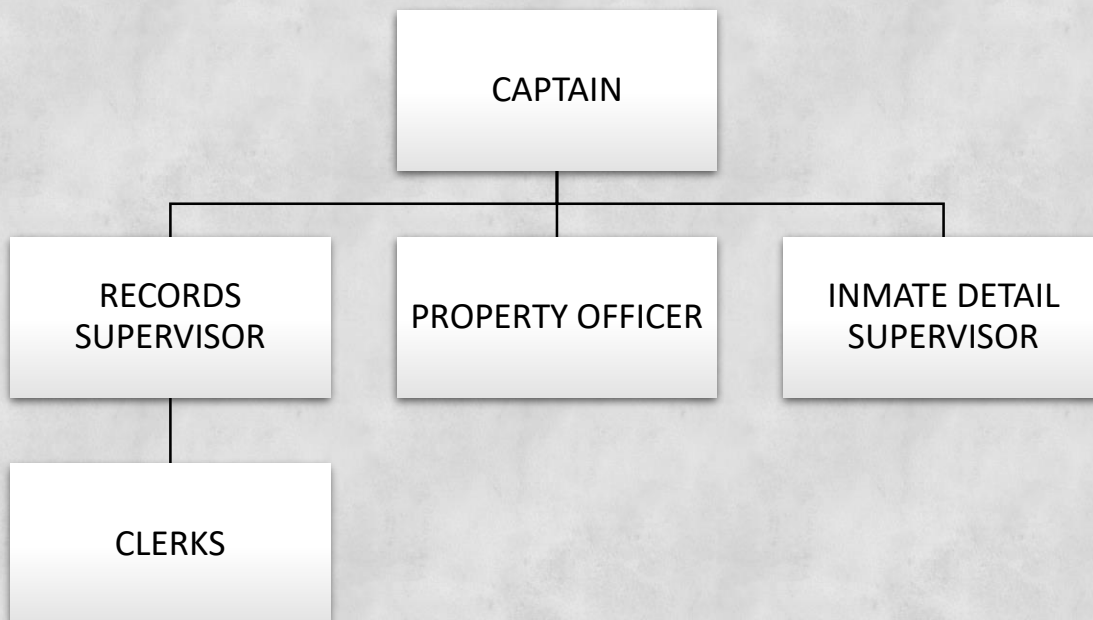 CAPTAIN
RECORDS
SUPERVISOR
PROPERTY OFFICER
INMATE DETAIL
SUPERVISOR
CLERKS